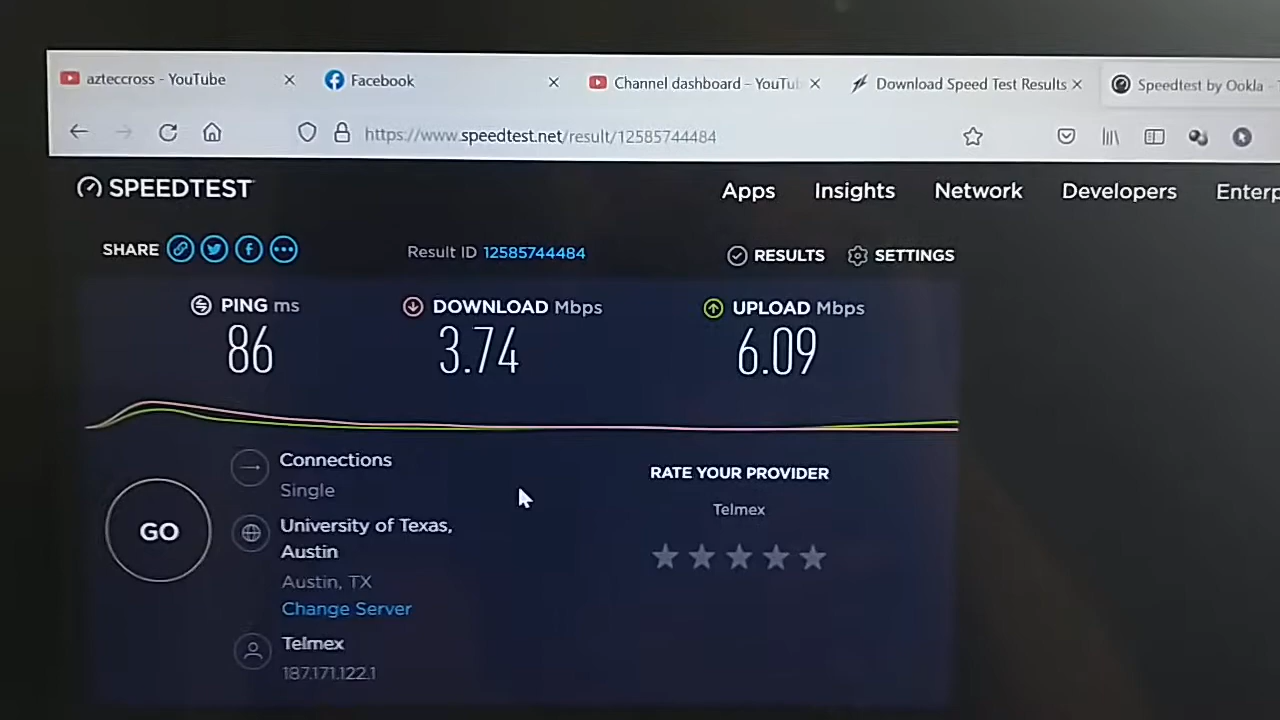 azteccross - YouTube
Facebook
Channel dashboard - YouTu
Download Speed Test Results
Speedtest by Ookla -
https://www.speedtest.net/result/12585744484
SPEEDTEST
Apps Insights Network Developers Enterp
SHARE
Result ID 12585744484
RESULTS SETTINGS
PING ms
86
DOWNLOAD Mbps
3.74
UPLOAD Mbps
6.09
GO
Connections
Single
University of Texas,
Austin
Austin, TX
Change Server
Telmex
187.171.122.1
RATE YOUR PROVIDER
Telmex